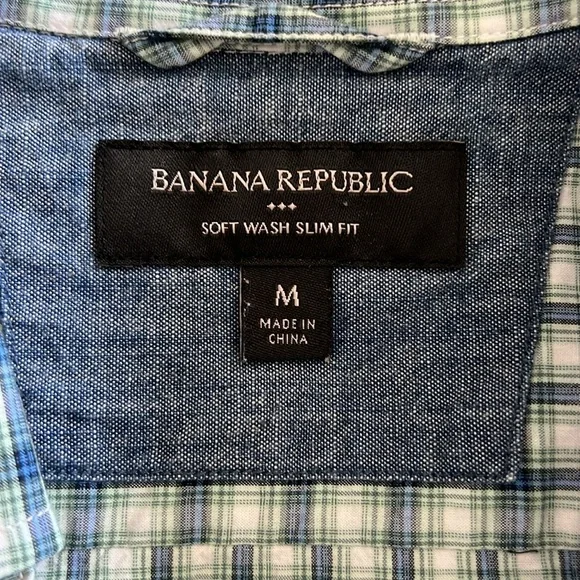 BANANA REPUBLIC
SOFT WASH SLIM FIT
M
MADE IN
CHINA